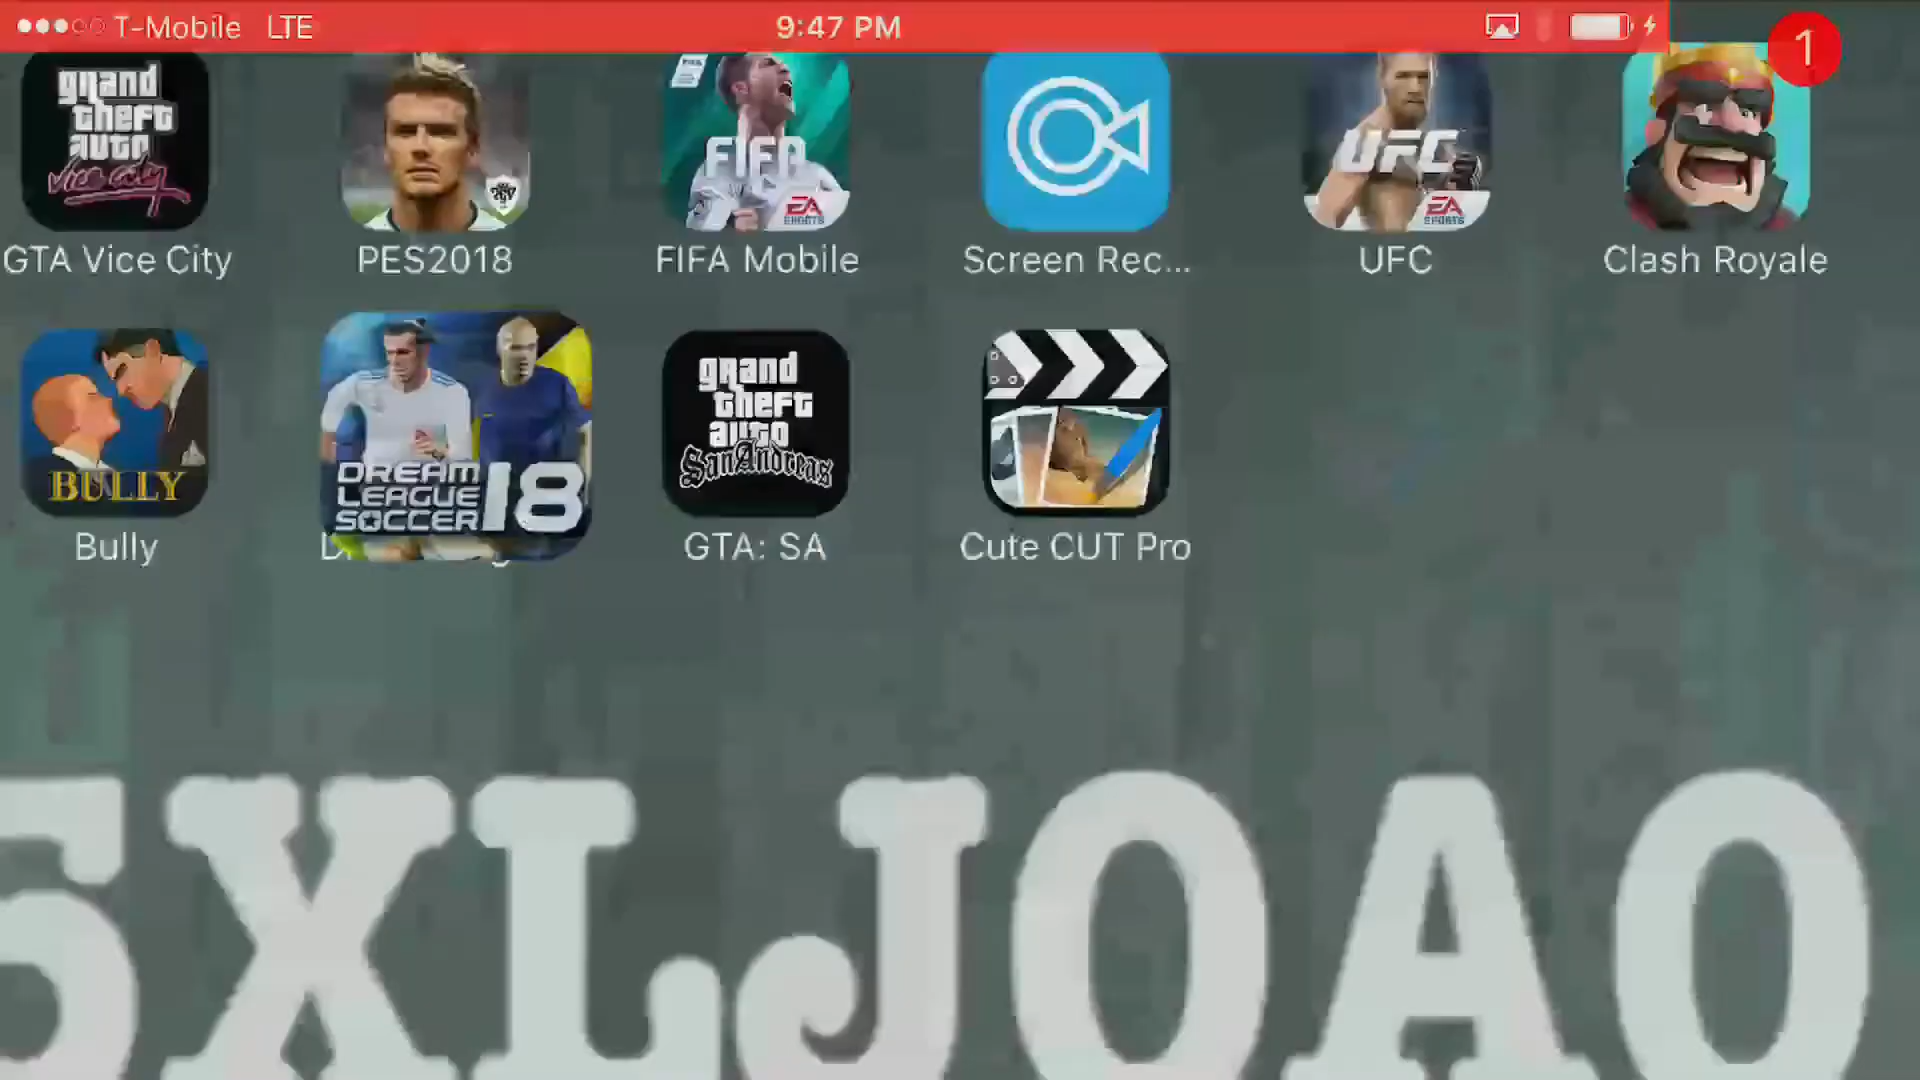 T-Mobile LTE 9:47 PM 1
grand theft auto Vice City
FIFA
EA SPORTS
UFC
EA SPORTS
GTA Vice City PES2018 FIFA Mobile Screen Rec... UFC Clash Royale
BULLY
DREAM LEAGUE SOCCER 18
grand theft auto San Andreas
Bully GTA: SA Cute CUT Pro
5XLJOAO